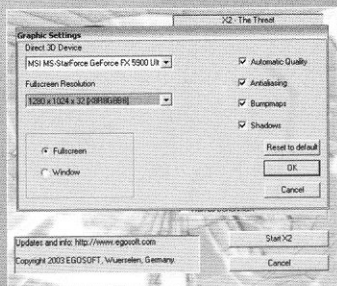 X2 - The Threat
Graphic Settings
Direct 3D Device
MSI MS-StarForce GeForce FX 5900 Ult
Automatic Quality
Antialiasing
Fullscreen Resolution
1280 x 1024 x 32 [X8R8G8B8]
Bumpmaps
Shadows
Reset to default
Fullscreen
OK
Window
Cancel
Updates and info: http://www.egosoft.com
Start X2
Copyright 2003 EGOSOFT, Wuerselen, Germany
Cancel